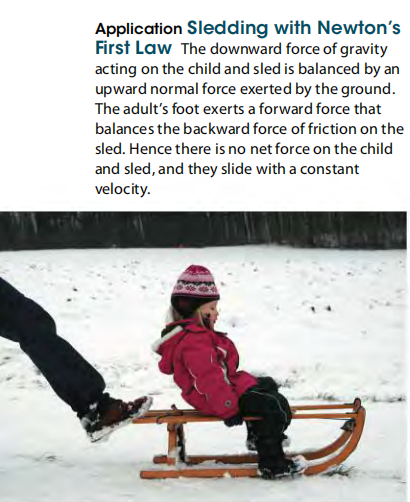 Application Sledding with Newton's
First Law The downward force of gravity
acting on the child and sled is balanced by an
upward normal force exerted by the ground.
The adult's foot exerts a forward force that
balances the backward force of friction on the
sled. Hence there is no net force on the child
and sled, and they slide with a constant
velocity.